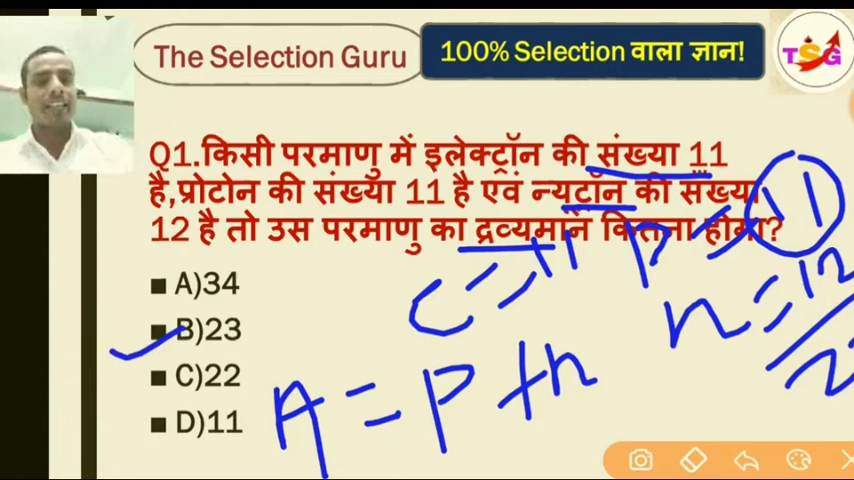 The Selection Guru
100% Selection वाला ज्ञान!
TSG
Q1.किसी परमाणु में इलेक्ट्रॉन की संख्या 11
है,प्रोटोन की संख्या 11 है एवं न्यूट्रॉन की संख्या
12 है तो उस परमाणु का द्रव्यमान कितना होगा?
A)34
B)23
C)22
D)11
p = 11
n = 12
A = p + n